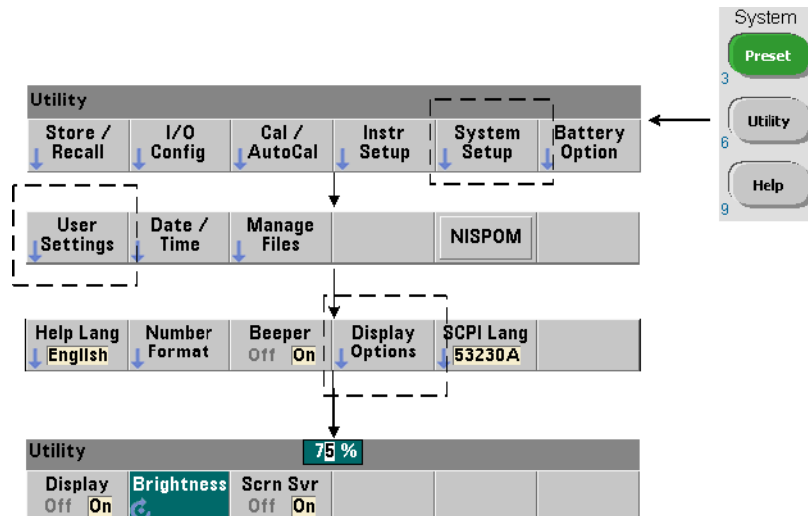 System
Preset
3
Utility
6
Help
9
Utility
Store / Recall
I/O Config
Cal / AutoCal
Instr Setup
System Setup
Battery Option
User Settings
Date / Time
Manage Files
NISPOM
Help Lang English
Number Format
Beeper Off On
Display Options
SCPI Lang 53230A
Utility
75 %
Display Off On
Brightness
Scrn Svr Off On